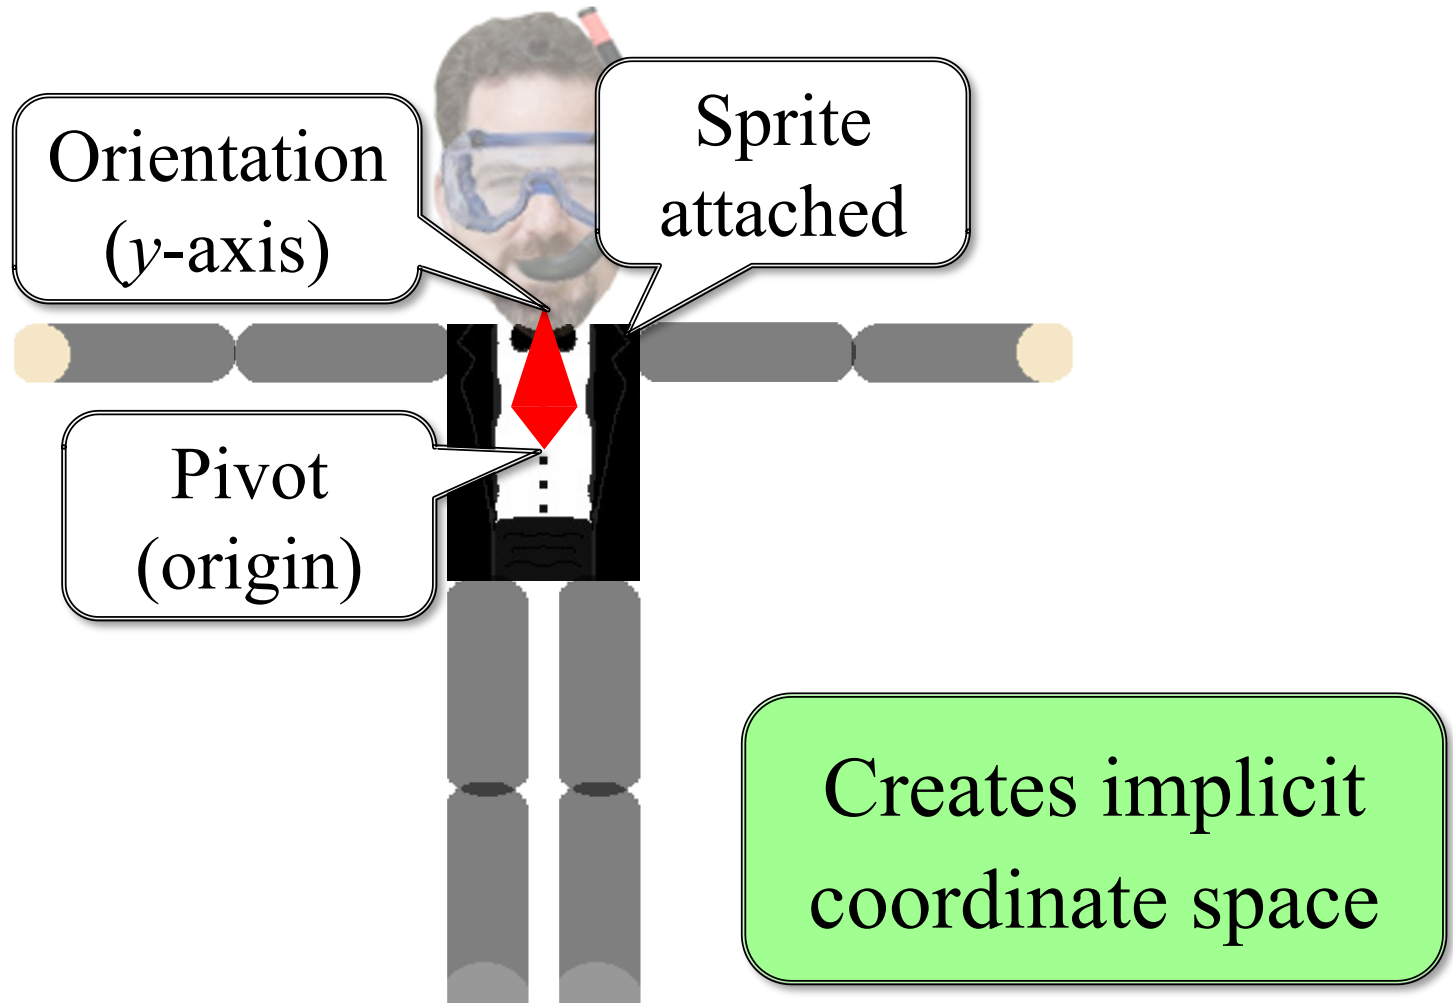 Orientation
(y-axis)
Sprite
attached
Pivot
(origin)
Creates implicit
coordinate space